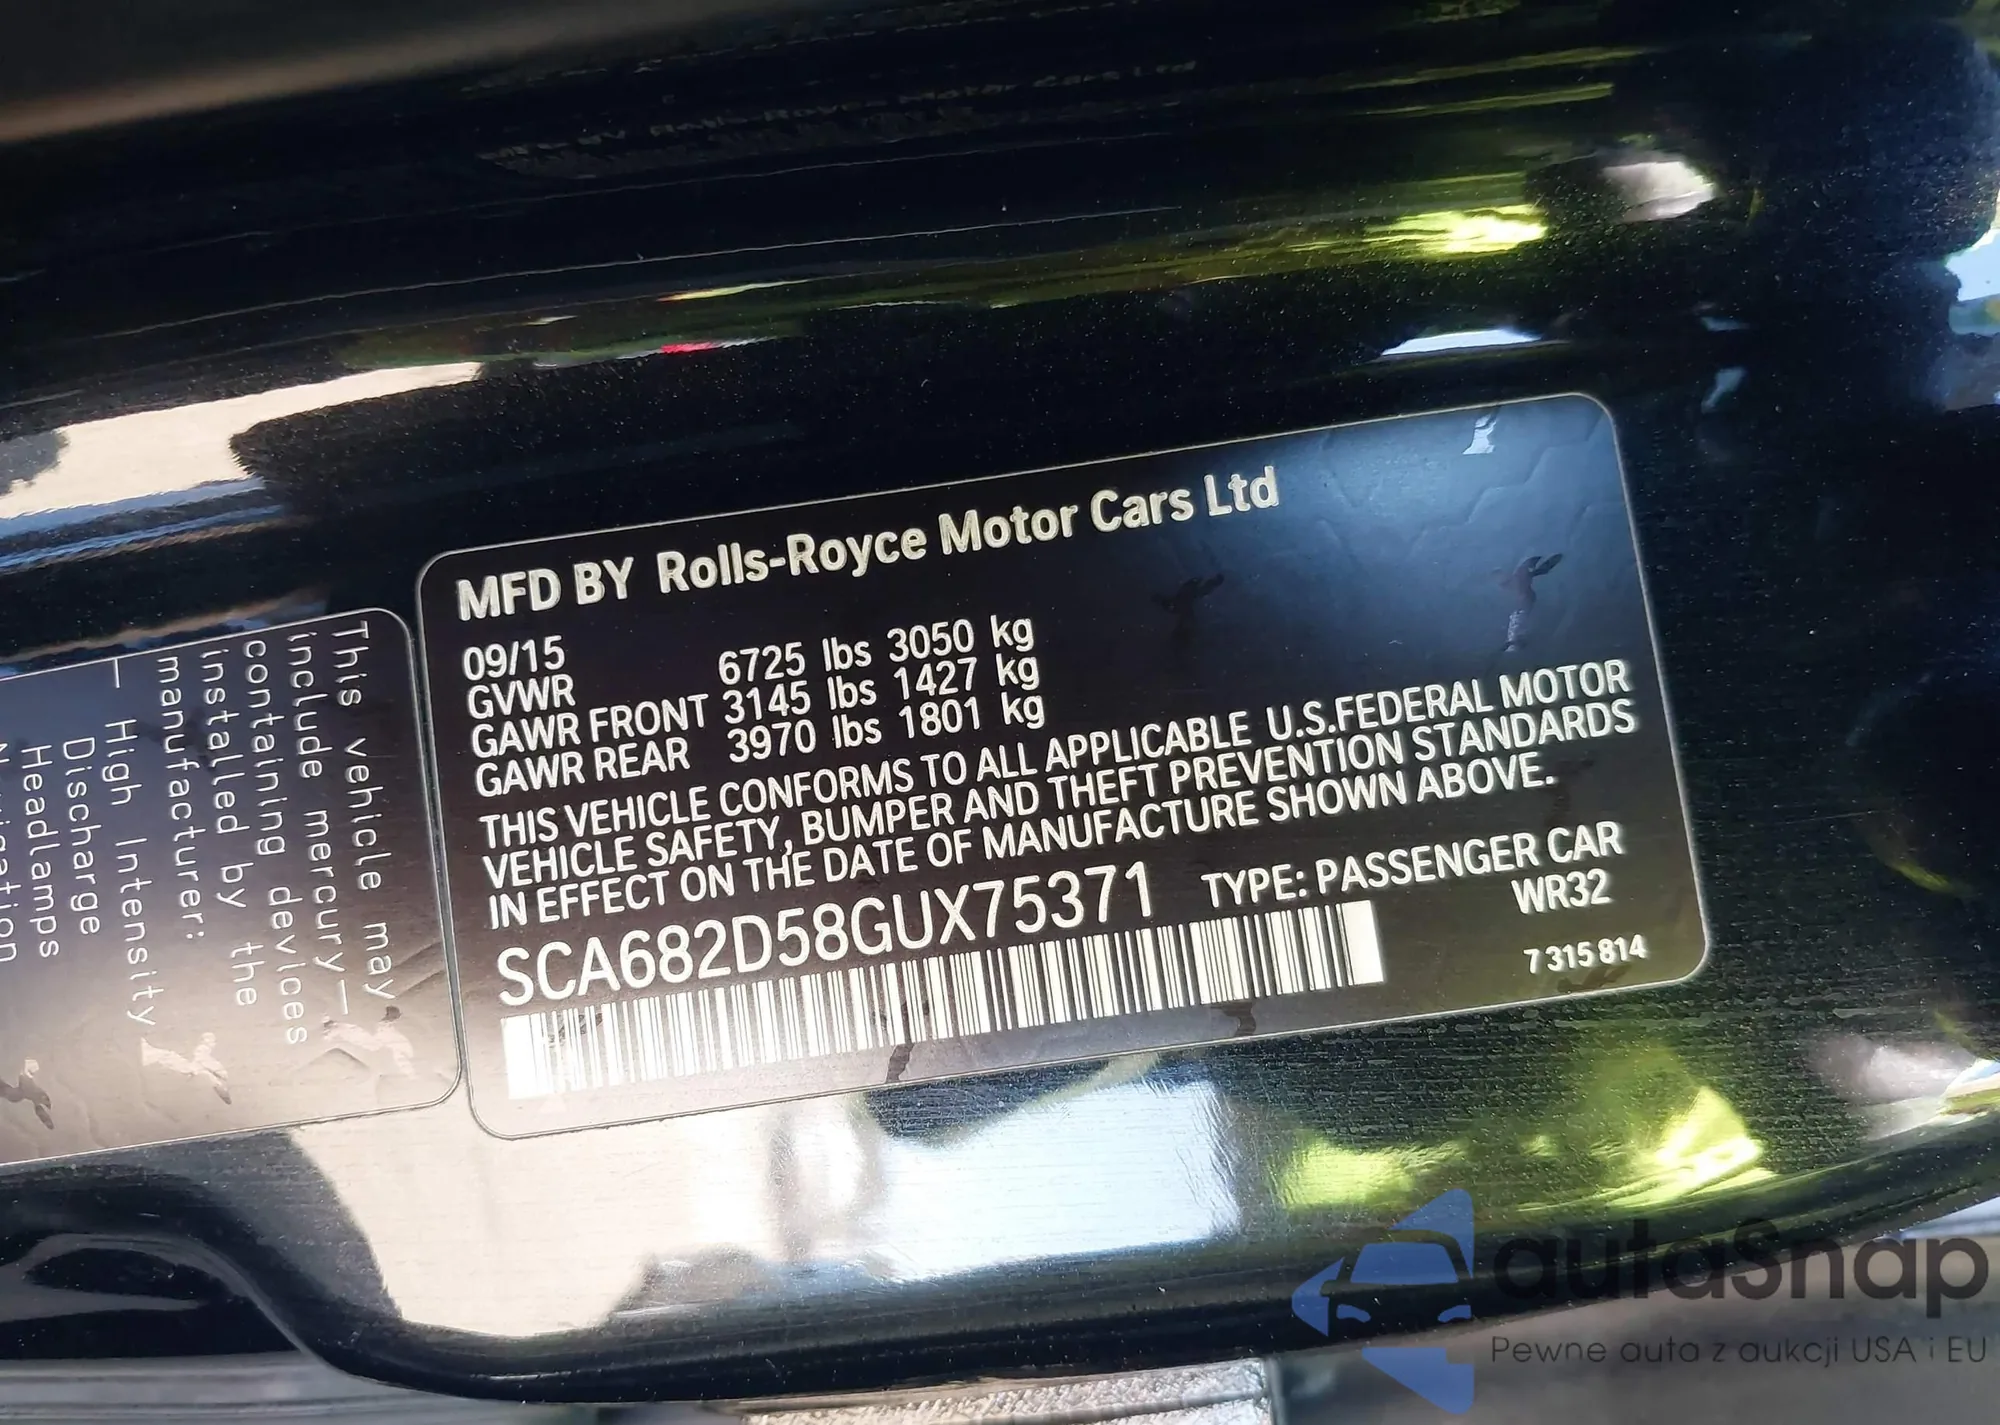 MFD BY Rolls-Royce Motor Cars Ltd
09/15
GVWR 6725 lbs 3050 kg
GAWR FRONT 3145 lbs 1427 kg
GAWR REAR 3970 lbs 1801 kg
THIS VEHICLE CONFORMS TO ALL APPLICABLE U.S.FEDERAL MOTOR
VEHICLE SAFETY, BUMPER AND THEFT PREVENTION STANDARDS
IN EFFECT ON THE DATE OF MANUFACTURE SHOWN ABOVE.
SCA682D58GUX75371 TYPE: PASSENGER CAR
WR32
7 315 814
This vehicle may
include mercury–
containing devices
installed by the
manufacturer:
– High Intensity
Discharge
Headlamps
autaSnap
Pewne auta z aukcji USA i EU